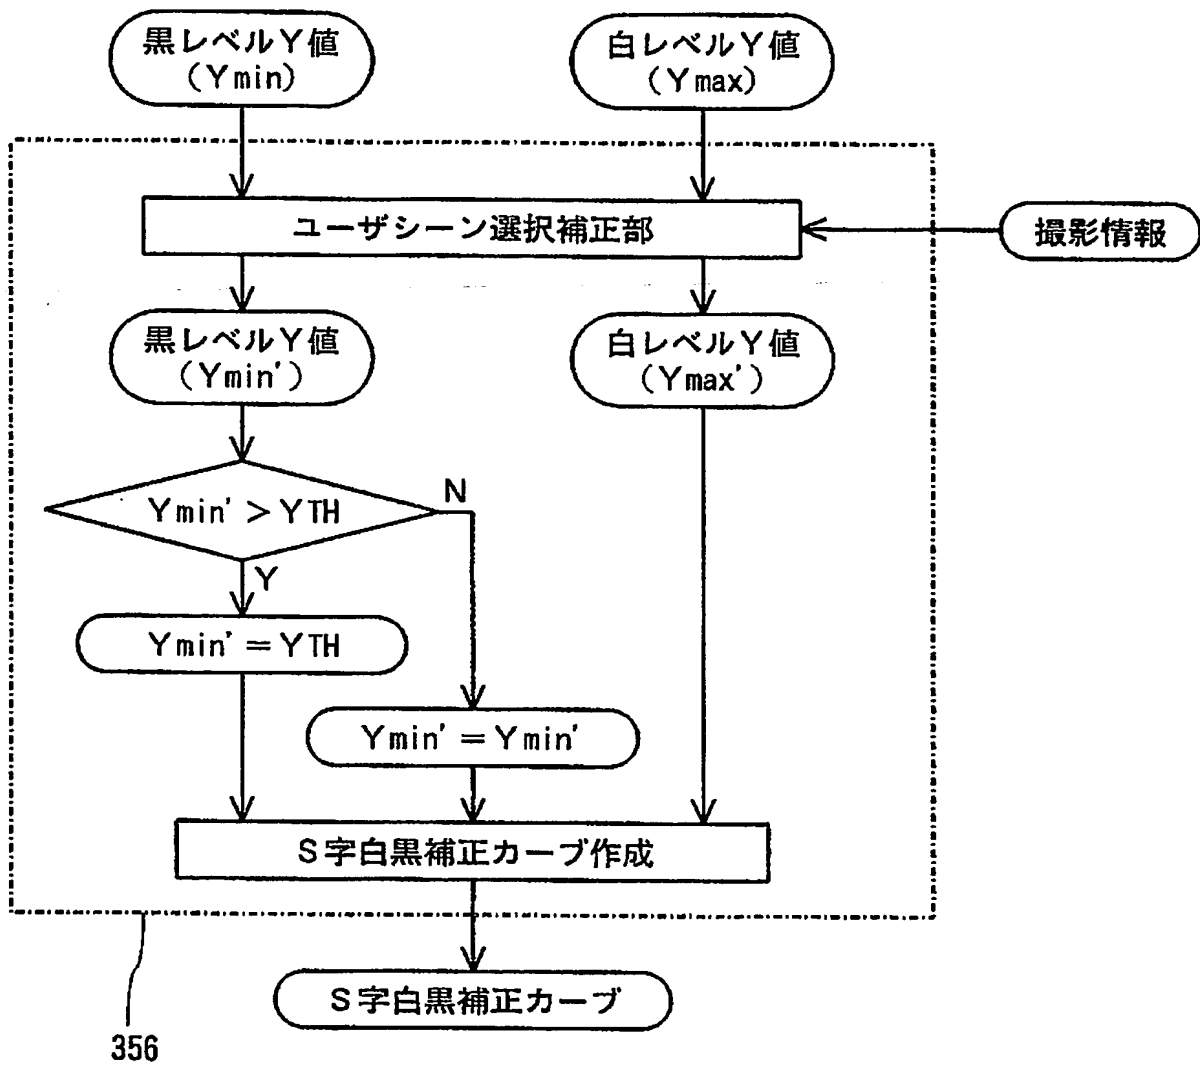 黒レベルY値
(Ymin)
白レベルY値
(Ymax)
ユーザシーン選択補正部
撮影情報
黒レベルY値
(Ymin')
白レベルY値
(Ymax')
Ymin' > YTH
N
Y
Ymin' = YTH
Ymin' = Ymin'
S字白黒補正カーブ作成
S字白黒補正カーブ
356